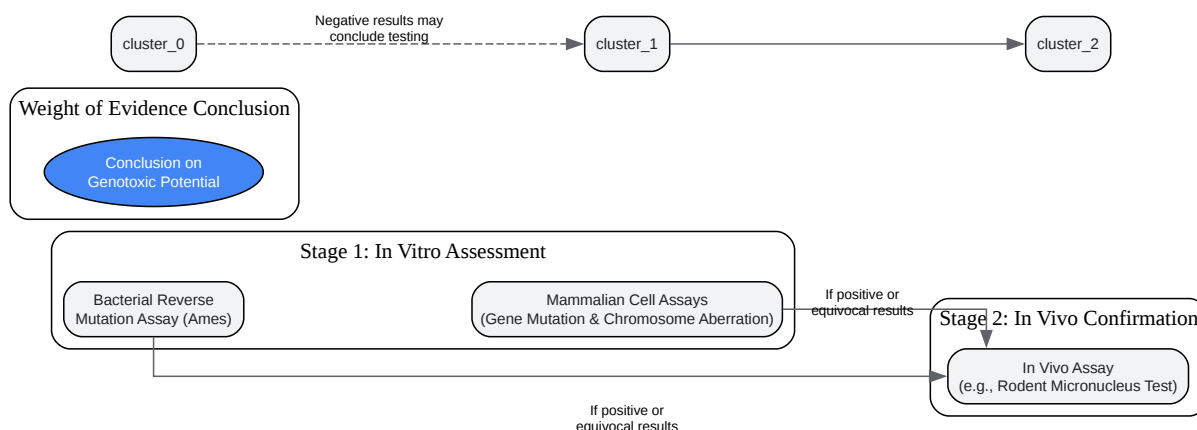 Negative results may
conclude testing
cluster_0
cluster_1
cluster_2
Weight of Evidence Conclusion
Conclusion on
Genotoxic Potential
Stage 1: In Vitro Assessment
Bacterial Reverse
Mutation Assay (Ames)
Mammalian Cell Assays
(Gene Mutation & Chromosome Aberration)
If positive or
equivocal results
Stage 2: In Vivo Confirmation
In Vivo Assay
(e.g., Rodent Micronucleus Test)
If positive or
equivocal results